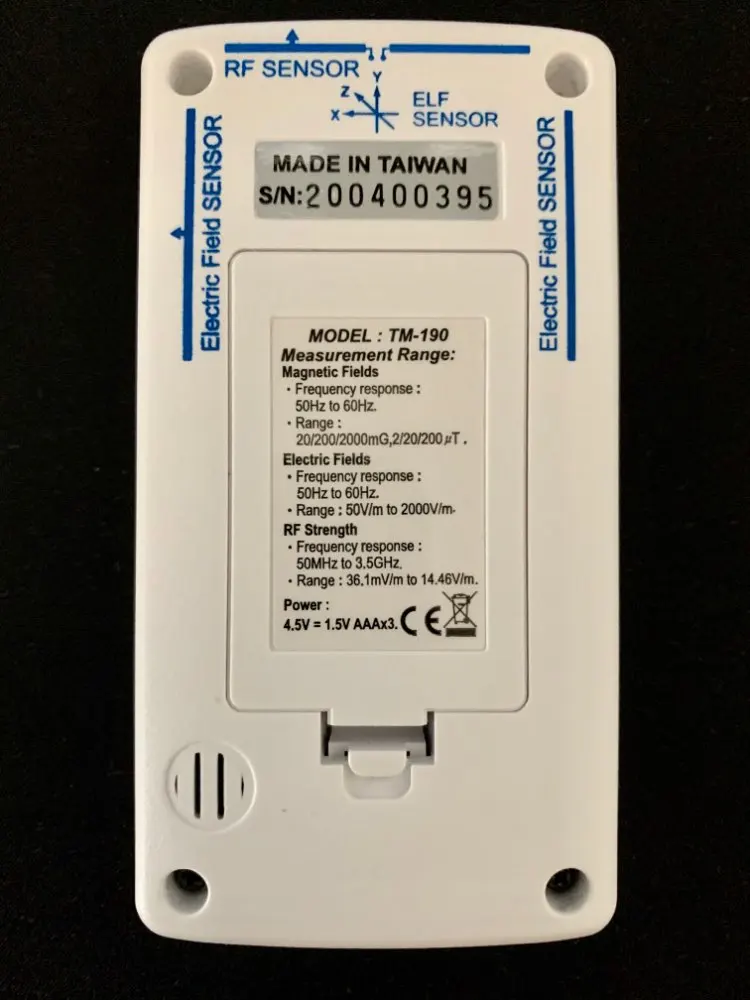 RF SENSOR
Y
Z
X
ELF
SENSOR
Electric Field SENSOR
Electric Field SENSOR
MADE IN TAIWAN
S/N:200400395
MODEL : TM-190
Measurement Range:
Magnetic Fields
· Frequency response :
50Hz to 60Hz.
· Range :
20/200/2000mG,2/20/200μT.
Electric Fields
· Frequency response :
50Hz to 60Hz.
· Range : 50V/m to 2000V/m.
RF Strength
· Frequency response :
50MHz to 3.5GHz.
· Range : 36.1mV/m to 14.46V/m.
Power :
4.5V = 1.5V AAAx3. CE